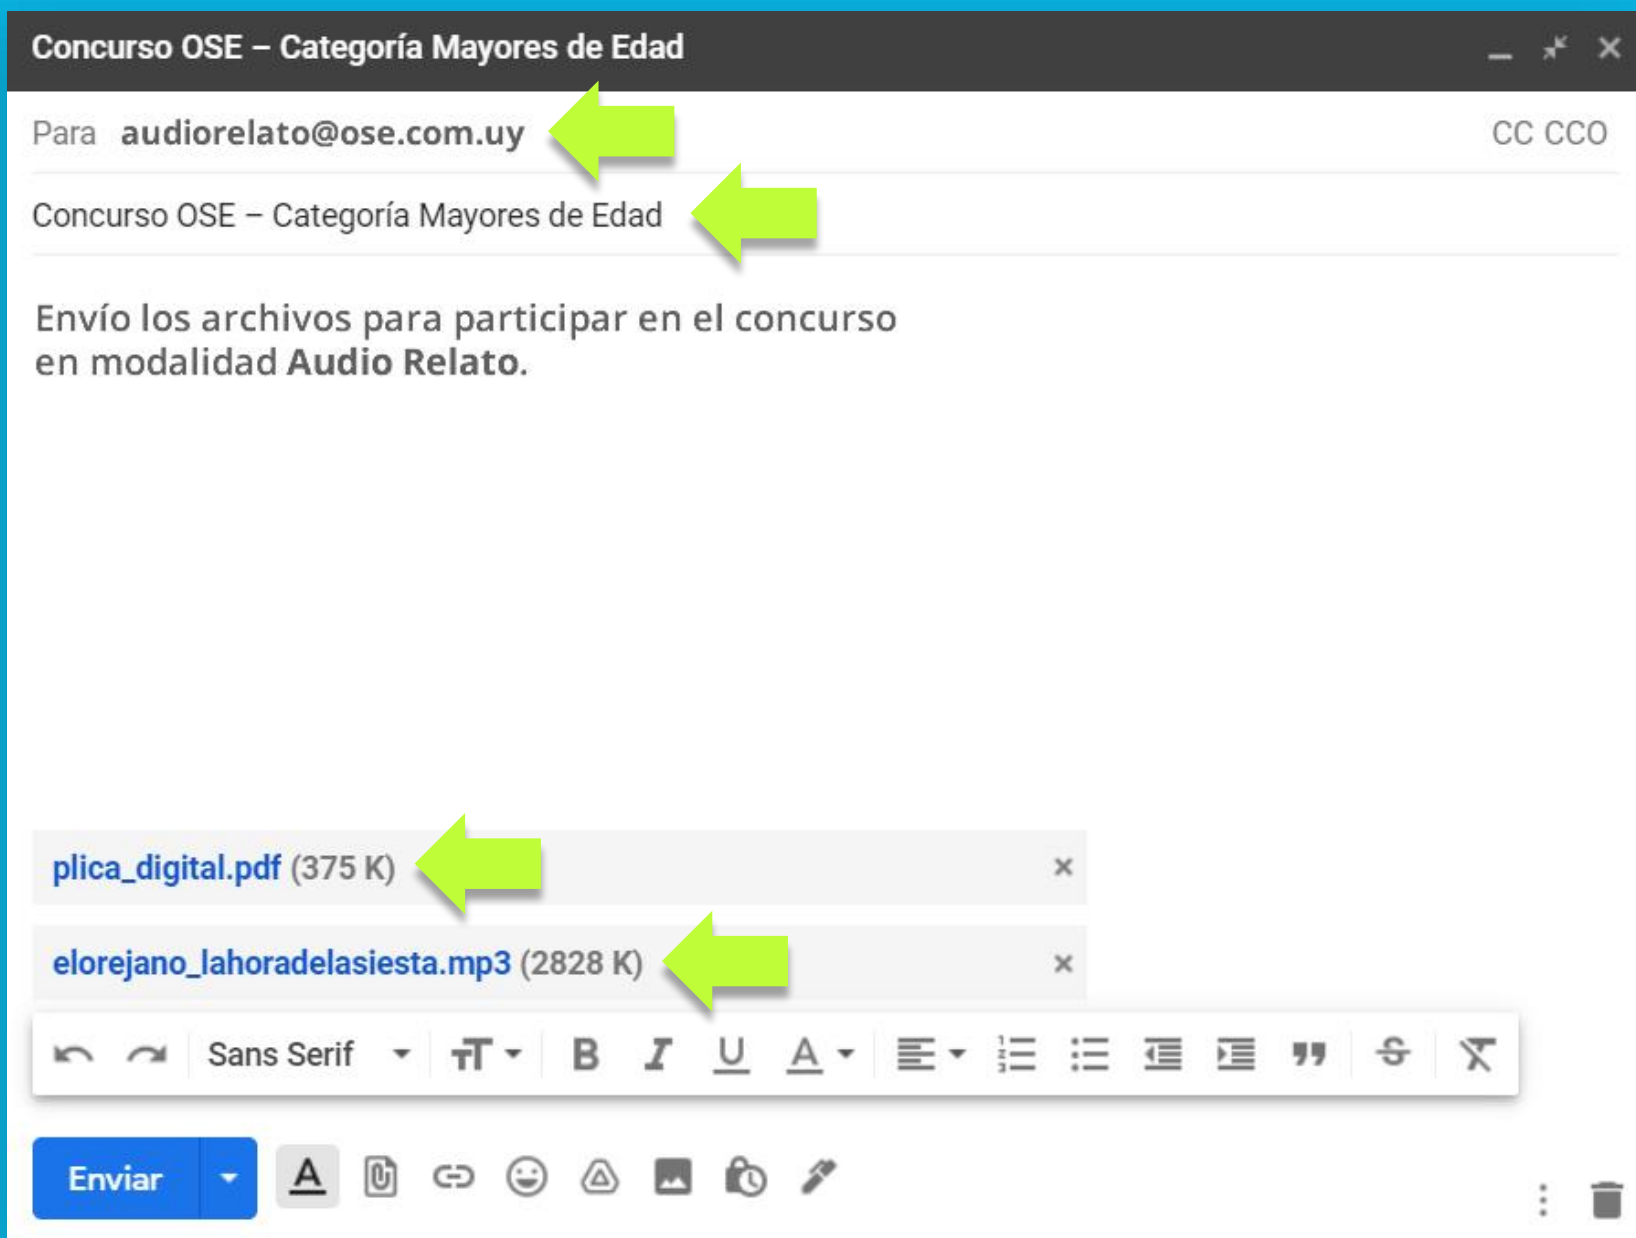 Concurso OSE – Categoría Mayores de Edad
Para audiorelato@ose.com.uy CC CCO
Concurso OSE – Categoría Mayores de Edad
Envío los archivos para participar en el concurso
en modalidad Audio Relato.
plica_digital.pdf (375 K)
elorejano_lahoradelasiesta.mp3 (2828 K)
Sans Serif
Enviar